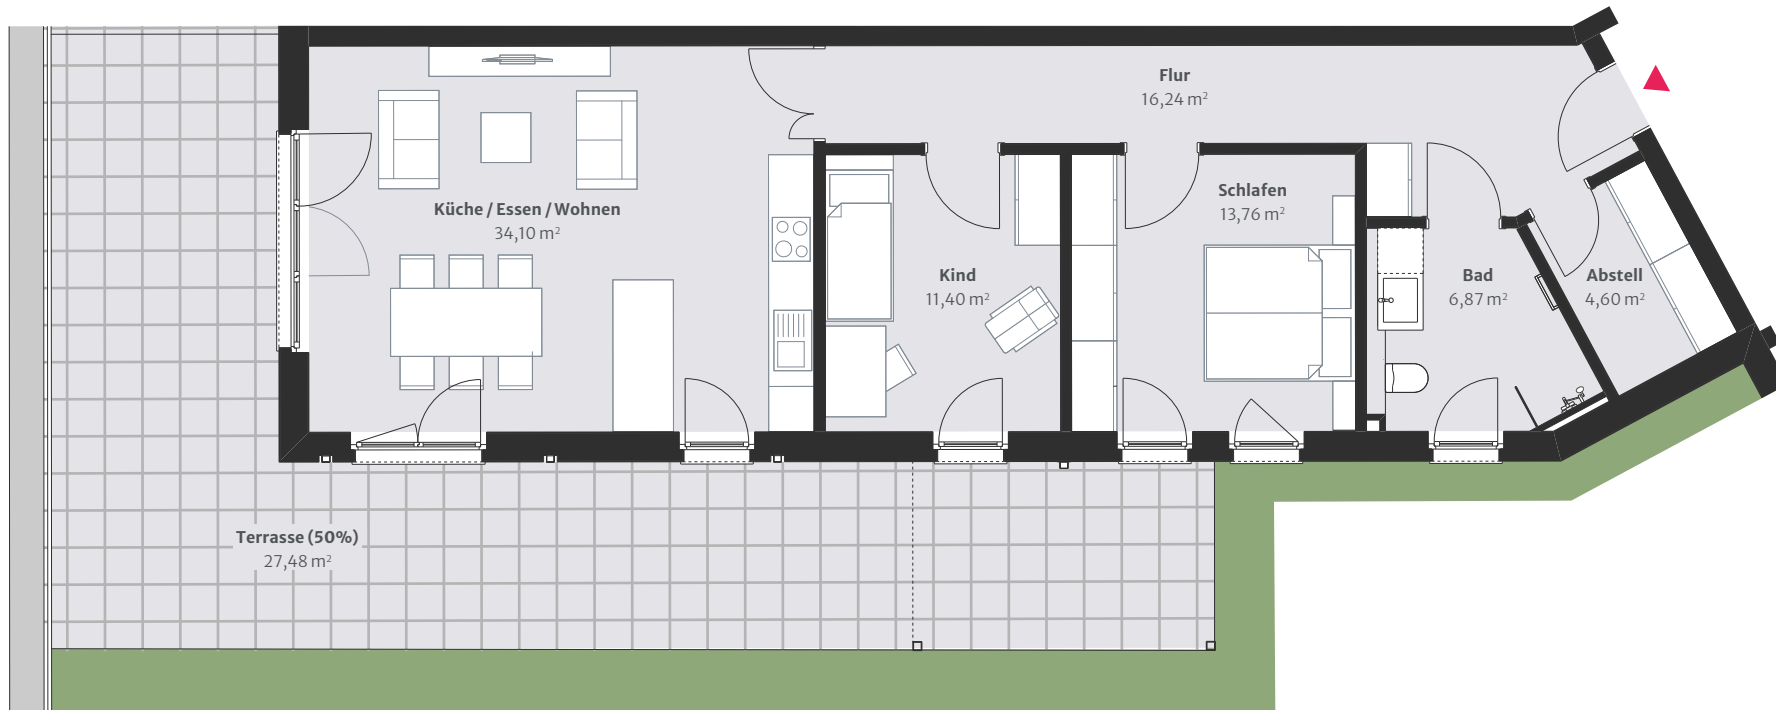 Flur
16,24 m²
Küche / Essen / Wohnen
34,10 m²
Schlafen
13,76 m²
Kind
11,40 m²
Bad
6,87 m²
Abstell
4,60 m²
Terrasse (50%)
27,48 m²